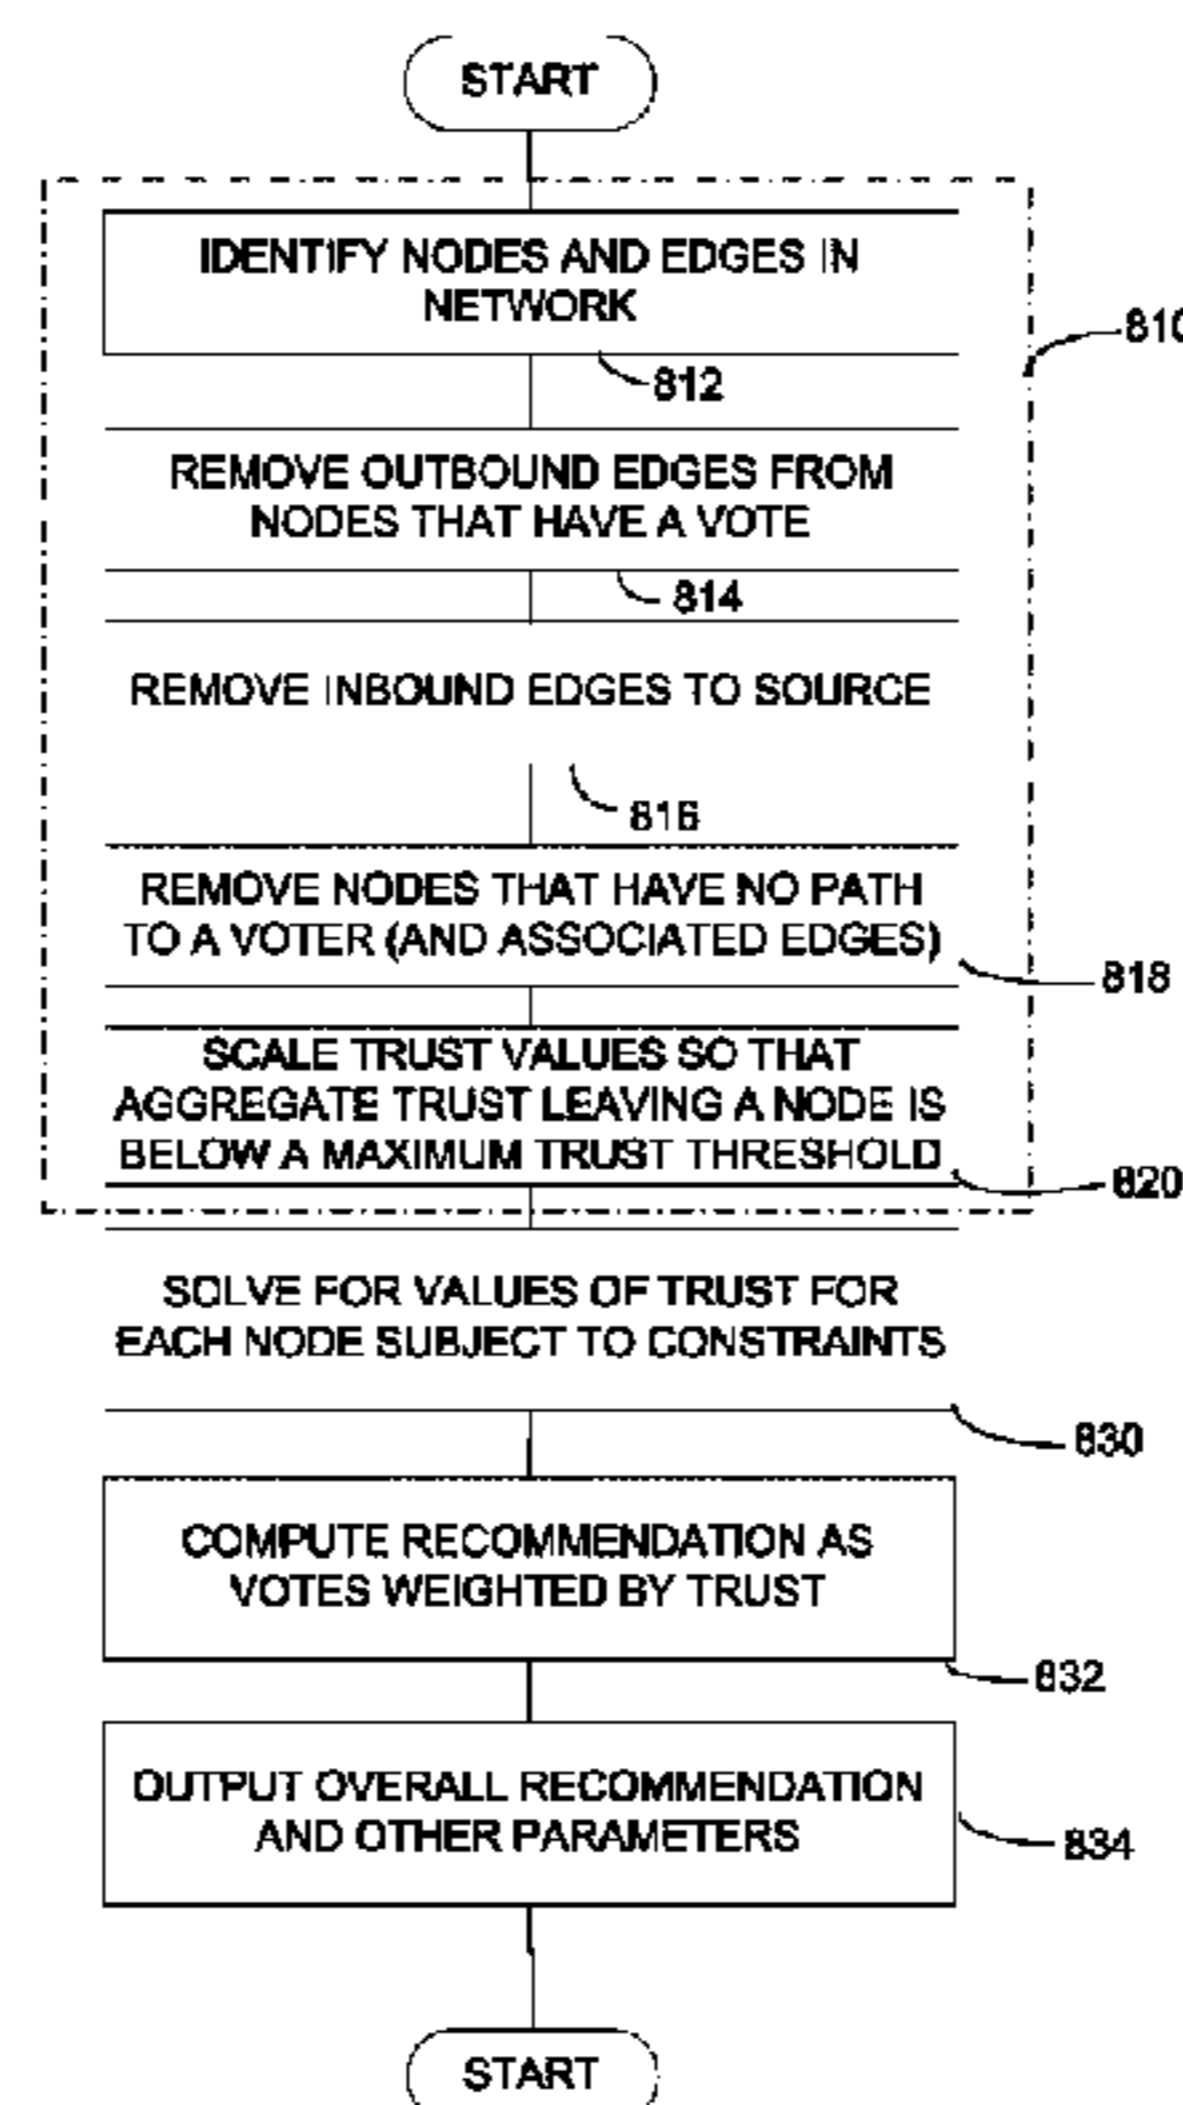 START
IDENTIFY NODES AND EDGES IN
NETWORK
810
812
REMOVE OUTBOUND EDGES FROM
NODES THAT HAVE A VOTE
814
REMOVE INBOUND EDGES TO SOURCE
816
REMOVE NODES THAT HAVE NO PATH
TO A VOTER (AND ASSOCIATED EDGES)
818
SCALE TRUST VALUES SO THAT
AGGREGATE TRUST LEAVING A NODE IS
BELOW A MAXIMUM TRUST THRESHOLD
820
SOLVE FOR VALUES OF TRUST FOR
EACH NODE SUBJECT TO CONSTRAINTS
830
COMPUTE RECOMMENDATION AS
VOTES WEIGHTED BY TRUST
832
OUTPUT OVERALL RECOMMENDATION
AND OTHER PARAMETERS
834
START